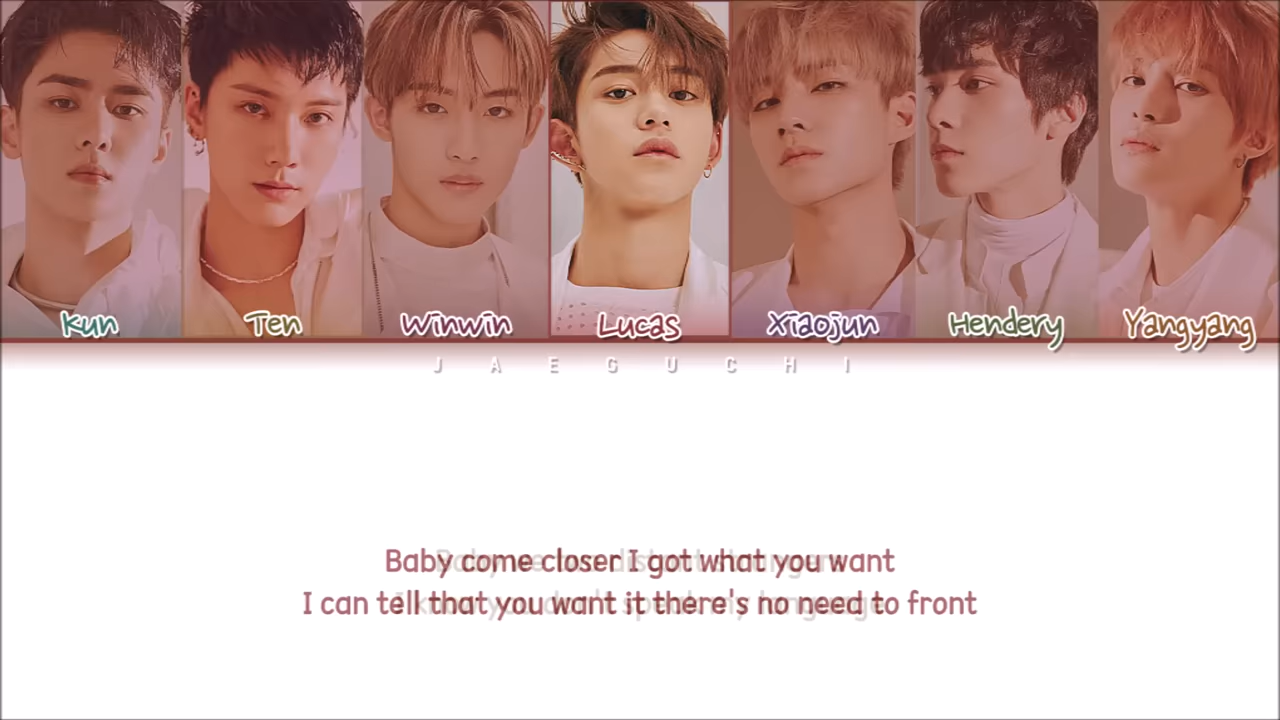 Kun Ten Winwin Lucas Xiaojun Hendery Yangyang
J A E G U C H I
Baby come closer I got what you want
I can tell that you want it there's no need to front